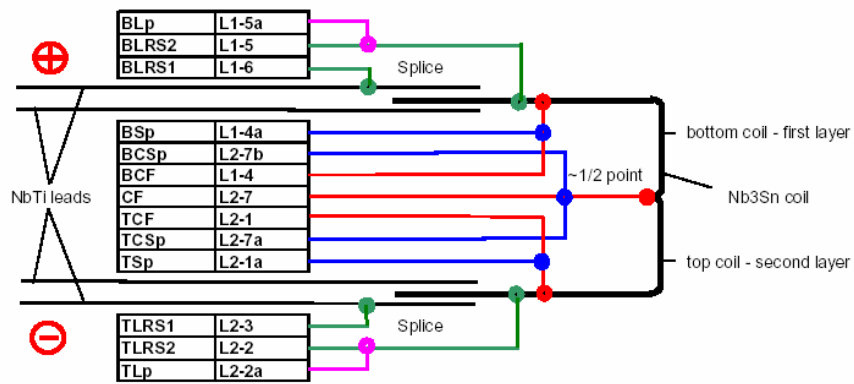 BLp L1-5a
BLRS2 L1-5
BLRS1 L1-6
Splice
BSp L1-4a
BCSp L2-7b
BCF L1-4
CF L2-7
TCF L2-1
TCSp L2-7a
TSp L2-1a
NbTi leads
~1/2 point
bottom coil - first layer
Nb3Sn coil
top coil - second layer
TLRS1 L2-3
TLRS2 L2-2
TLp L2-2a
Splice